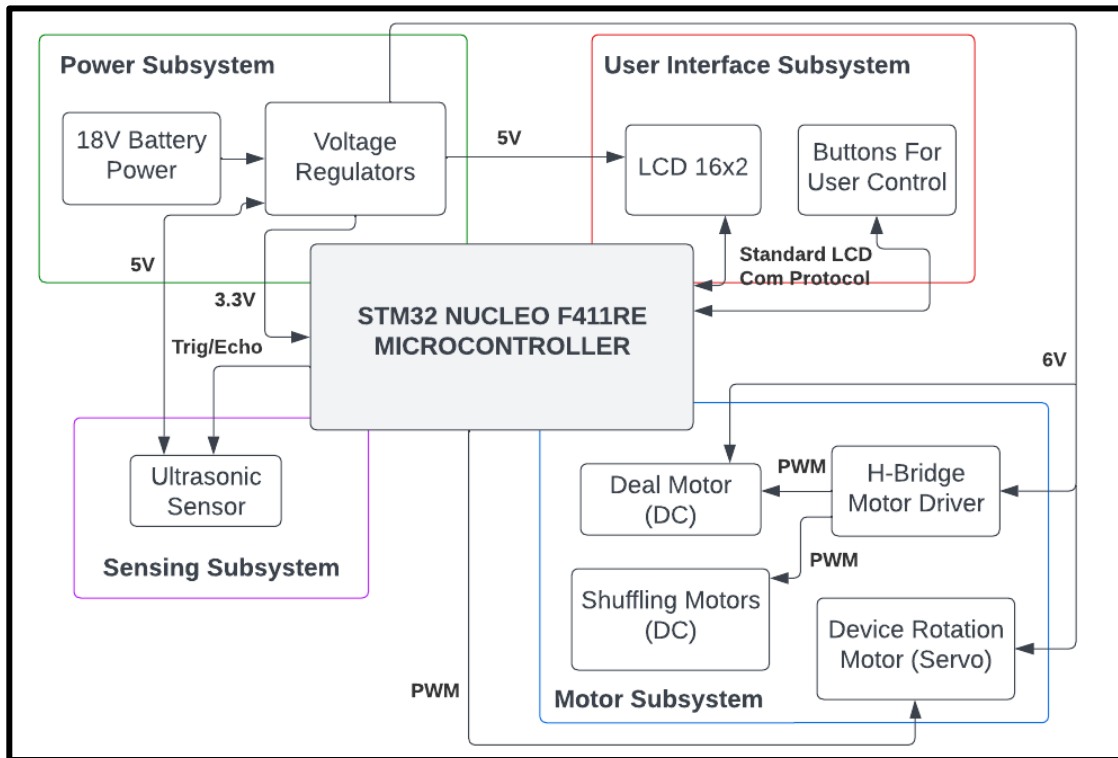 Power Subsystem
18V Battery
Power
Voltage
Regulators
5V
User Interface Subsystem
LCD 16x2
Buttons For
User Control
Standard LCD
Com Protocol
5V
3.3V
Trig/Echo
STM32 NUCLEO F411RE
MICROCONTROLLER
6V
Ultrasonic
Sensor
Sensing Subsystem
Deal Motor
(DC)
PWM
H-Bridge
Motor Driver
PWM
Shuffling Motors
(DC)
Device Rotation
Motor (Servo)
PWM
Motor Subsystem